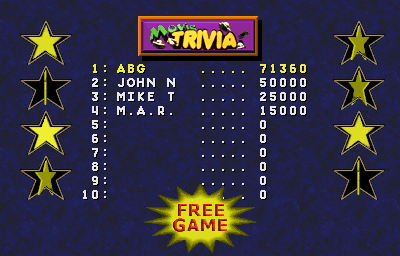 MOVIE
TRIVIA
1: ABG ..... 71360
2: JOHN N ..... 50000
3: MIKE T ..... 25000
4: M.A.R. ..... 15000
5: ..... 0
6: ..... 0
7: ..... 0
8: ..... 0
9: ..... 0
10: . . 0
FREE
GAME